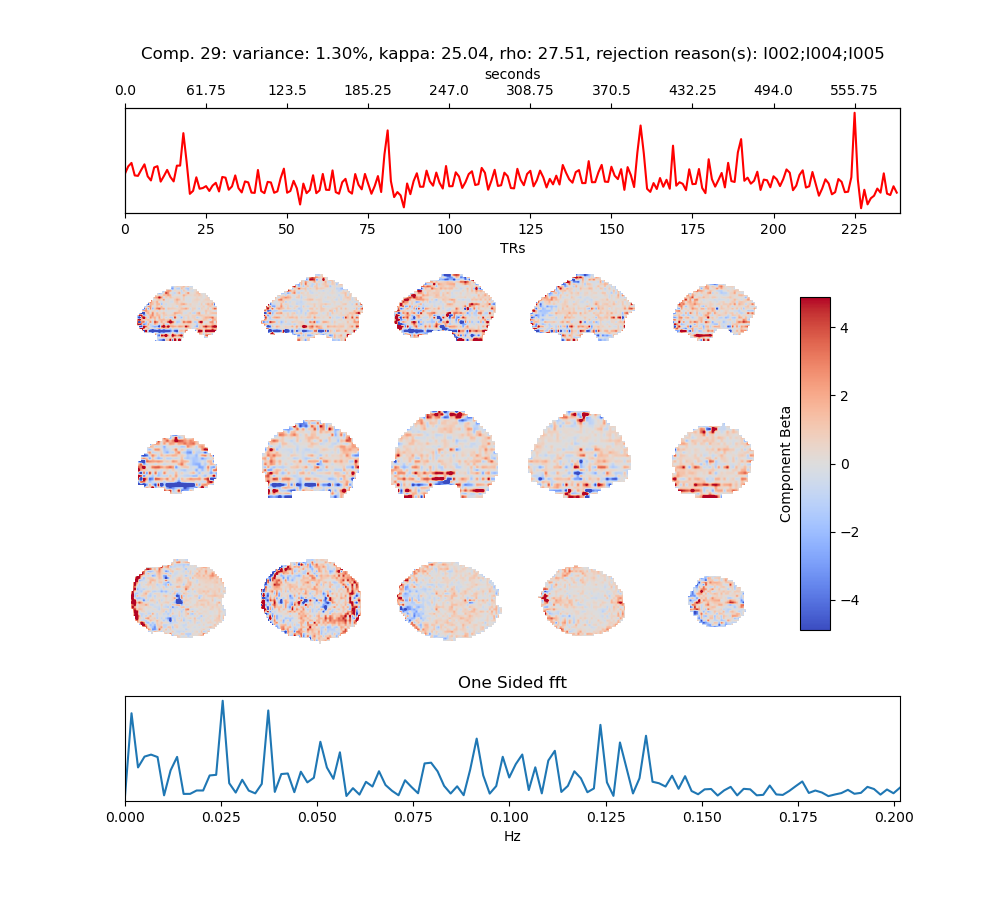 Comp. 29: variance: 1.30%, kappa: 25.04, rho: 27.51, rejection reason(s): I002;I004;I005
seconds
0.0 61.75 123.5 185.25 247.0 308.75 370.5 432.25 494.0 555.75
0 25 50 75 100 125 150 175 200 225
TRs
4
2
0
−2
−4
Component Beta
One Sided fft
0.000 0.025 0.050 0.075 0.100 0.125 0.150 0.175 0.200
Hz